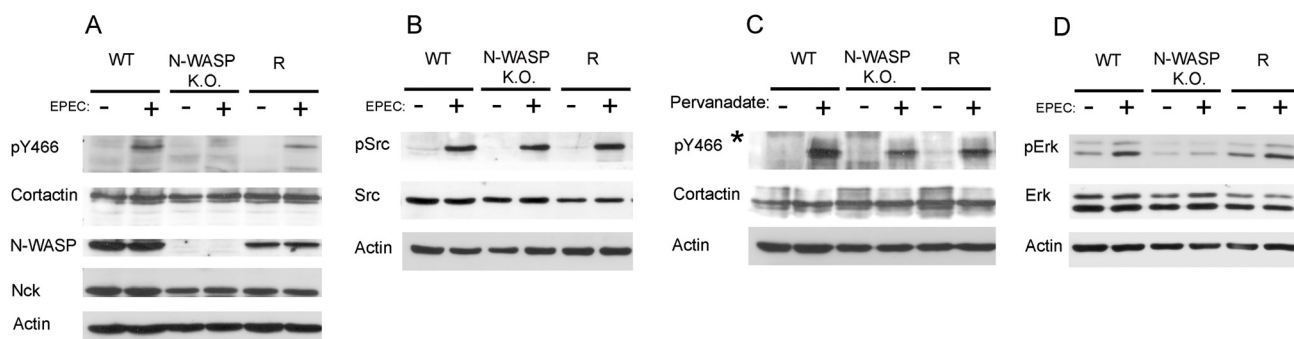 A
WT N-WASP K.O. R
EPEC: - + - + - +
pY466
Cortactin
N-WASP
Nck
Actin
B
WT N-WASP K.O. R
EPEC: - + - + - +
pSrc
Src
Actin
C
WT N-WASP K.O. R
Pervanadate: - + - + - +
pY466 *
Cortactin
Actin
D
WT N-WASP K.O. R
EPEC: - + - + - +
pErk
Erk
Actin